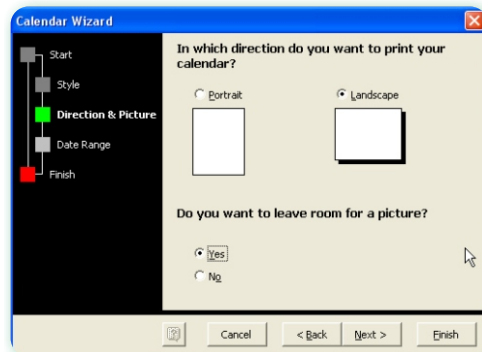 Calendar Wizard
Start
Style
Direction & Picture
Date Range
Finish
In which direction do you want to print your
calendar?
Portrait
Landscape
Do you want to leave room for a picture?
Yes
No
Cancel
< Back
Next >
Finish